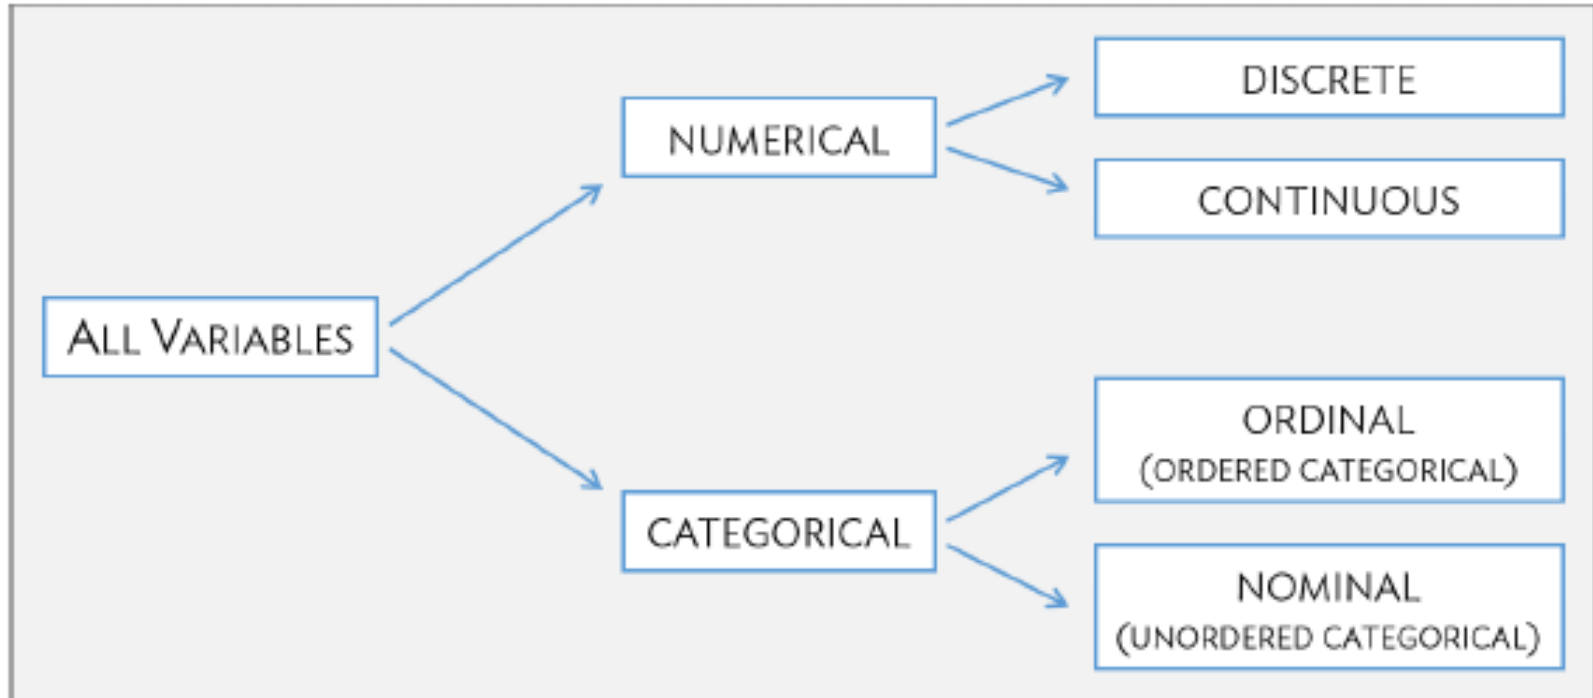 DISCRETE
NUMERICAL
CONTINUOUS
ALL VARIABLES
ORDINAL
(ORDERED CATEGORICAL)
CATEGORICAL
NOMINAL
(UNORDERED CATEGORICAL)